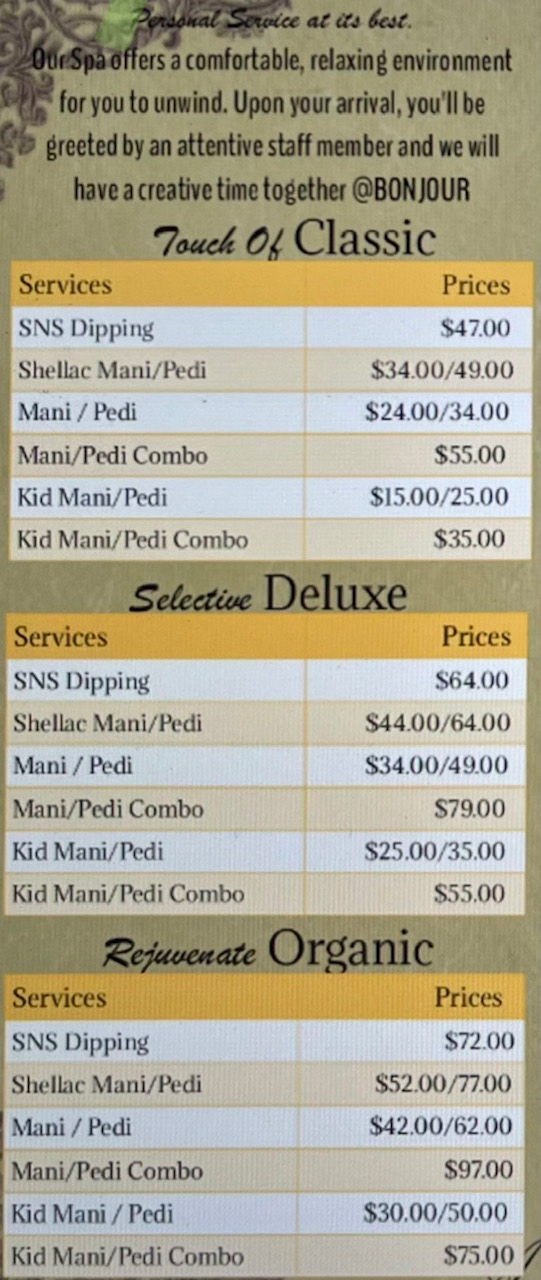 Personal Service at its best.
Our Spa offers a comfortable, relaxing environment
for you to unwind. Upon your arrival, you'll be
greeted by an attentive staff member and we will
have a creative time together @BONJOUR
Touch Of Classic
Services Prices
SNS Dipping $47.00
Shellac Mani/Pedi $34.00/49.00
Mani / Pedi $24.00/34.00
Mani/Pedi Combo $55.00
Kid Mani/Pedi $15.00/25.00
Kid Mani/Pedi Combo $35.00
Selective Deluxe
Services Prices
SNS Dipping $64.00
Shellac Mani/Pedi $44.00/64.00
Mani / Pedi $34.00/49.00
Mani/Pedi Combo $79.00
Kid Mani/Pedi $25.00/35.00
Kid Mani/Pedi Combo $55.00
Rejuvenate Organic
Services Prices
SNS Dipping $72.00
Shellac Mani/Pedi $52.00/77.00
Mani / Pedi $42.00/62.00
Mani/Pedi Combo $97.00
Kid Mani / Pedi $30.00/50.00
Kid Mani/Pedi Combo $75.00